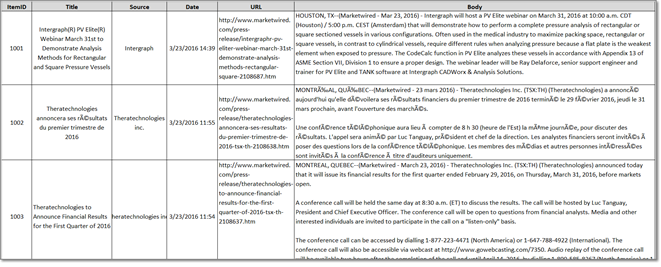 ItemID Title Source Date URL Body
1001
Intergraph(R) PV Elite(R)
Webinar March 31st to
Demonstrate Analysis
Methods for Rectangular
and Square Pressure Vessels
Intergraph
3/23/2016 14:39
http://www.marketwired.
com/press-
release/intergraphr-pv-
eliter-webinar-march-31st-
demonstrate-analysis-
methods-rectangular-
square-2108687.htm
HOUSTON, TX--(Marketwired - Mar 23, 2016) - Intergraph will host a PV Elite webinar on March 31, 2016 at 10:00 a.m. CDT
(Houston) / 5:00 p.m. CEST (Amsterdam) that will demonstrate how to perform a complete pressure analysis of rectangular
or square sectioned vessels in various configurations. Often used in the medical industry to maximize packing space, rectangular or
square vessels, in contrast to cylindrical vessels, require different rules when analyzing pressure because a flat plate is the weakest
element when exposed to pressure. The CodeCalc function in PV Elite analyzes these vessels in accordance with Appendix 13 of
ASME Section VII, Division 1 to ensure a proper design. The webinar leader will be Ray Delaforce, senior support engineer and
trainer for PV Elite and TANK software at Intergraph CADWorx & Analysis Solutions.
1002
Theratechnologies
annoncera ses rÃ©sultats
du premier trimestre de
2016
Theratechnologies
inc.
3/23/2016 11:55
http://www.marketwired.
com/press-
release/theratechnologies-
annoncera-ses-resultats-
du-premier-trimestre-de-
2016-tsx-th-2108638.htm
MONTRÃ‰AL, QUÃ‰BEC--(Marketwired - 23 mars 2016) - Theratechnologies Inc. (TSX:TH) (Theratechnologies) a annoncÃ©
aujourd'hui qu'elle dÃ©voilera ses rÃ©sultats financiers du premier trimestre de 2016 terminÃ© le 29 fÃ©vrier 2016, jeudi le 31
mars prochain, avant l'ouverture des marchÃ©s.
Une confÃ©rence tÃ©lÃ©phonique aura lieu Ã compter de 8 h 30 (heure de l'Est) la mÃªme journÃ©e, pour discuter des
rÃ©sultats. L'appel sera animÃ© par Luc Tanguay, prÃ©sident et chef de la direction. Les analystes financiers seront invitÃ©s Ã
poser des questions lors de la confÃ©rence tÃ©lÃ©phonique. Les membres des mÃ©dias et autres personnes intÃ©ressÃ©es
sont invitÃ©s Ã la confÃ©rence Ã titre d'auditeurs uniquement.
1003
Theratechnologies to
Announce Financial Results
for the First Quarter of 2016
heratechnologies inc
3/23/2016 11:54
http://www.marketwired.
com/press-
release/theratechnologies-
to-announce-financial-
results-for-the-first-
quarter-of-2016-tsx-th-
2108637.htm
MONTREAL, QUEBEC--(Marketwired - March 23, 2016) - Theratechnologies Inc. (TSX:TH) (Theratechnologies) announced today
that it will issue its financial results for the first quarter ended February 29, 2016, on Thursday, March 31, 2016, before markets
open.
A conference call will be held the same day at 8:30 a.m. (ET) to discuss the results. The call will be hosted by Luc Tanguay,
President and Chief Executive Officer. The conference call will be open to questions from financial analysts. Media and other
interested individuals are invited to participate in the call on a "listen-only" basis.
The conference call can be accessed by dialling 1-877-223-4471 (North America) or 1-647-788-4922 (International). The
conference call will also be accessible via webcast at http://www.gowebcasting.com/7350. Audio replay of the conference call